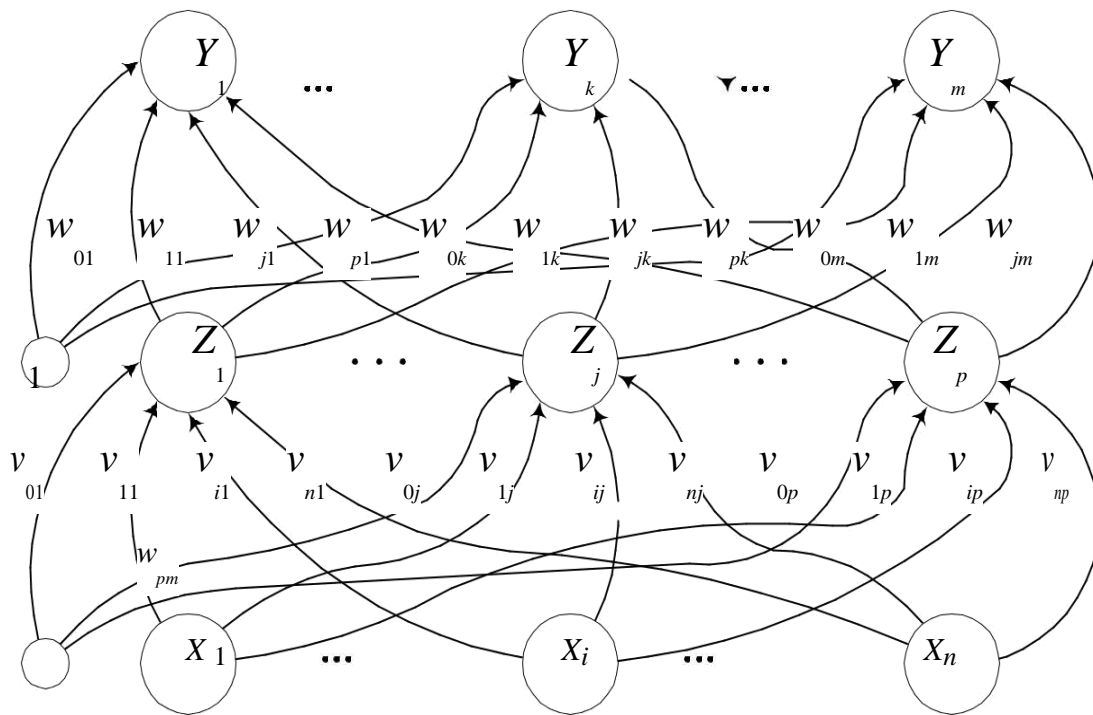 Y1 ... Yk ... Ym
w01 w11 wj1 wp1 w0k w1k wjk wpk w0m w1m wjm
1 Z1 ... Zj ... Zp
v01 v11 vi1 vn1 v0j v1j vij vnj v0p v1p vip vnp
wpm
X1 ... Xi ... Xn